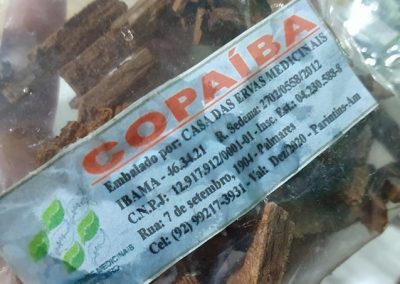 COPAÍBA
Embalado por: CASA DAS ERVAS MEDICINAIS
IBAMA - 46.34.21 R. Sedema: 2702/0558/2012
C.N.P.J: 12.917.912/0001-01 - Insc. Est.: 04.230.588-8
Rua: 7 de setembro, 1904 - Palmares
Cel: (92) 99217-3931 - Val: Dez/2020 - Parintins-Am
MEDICINAIS